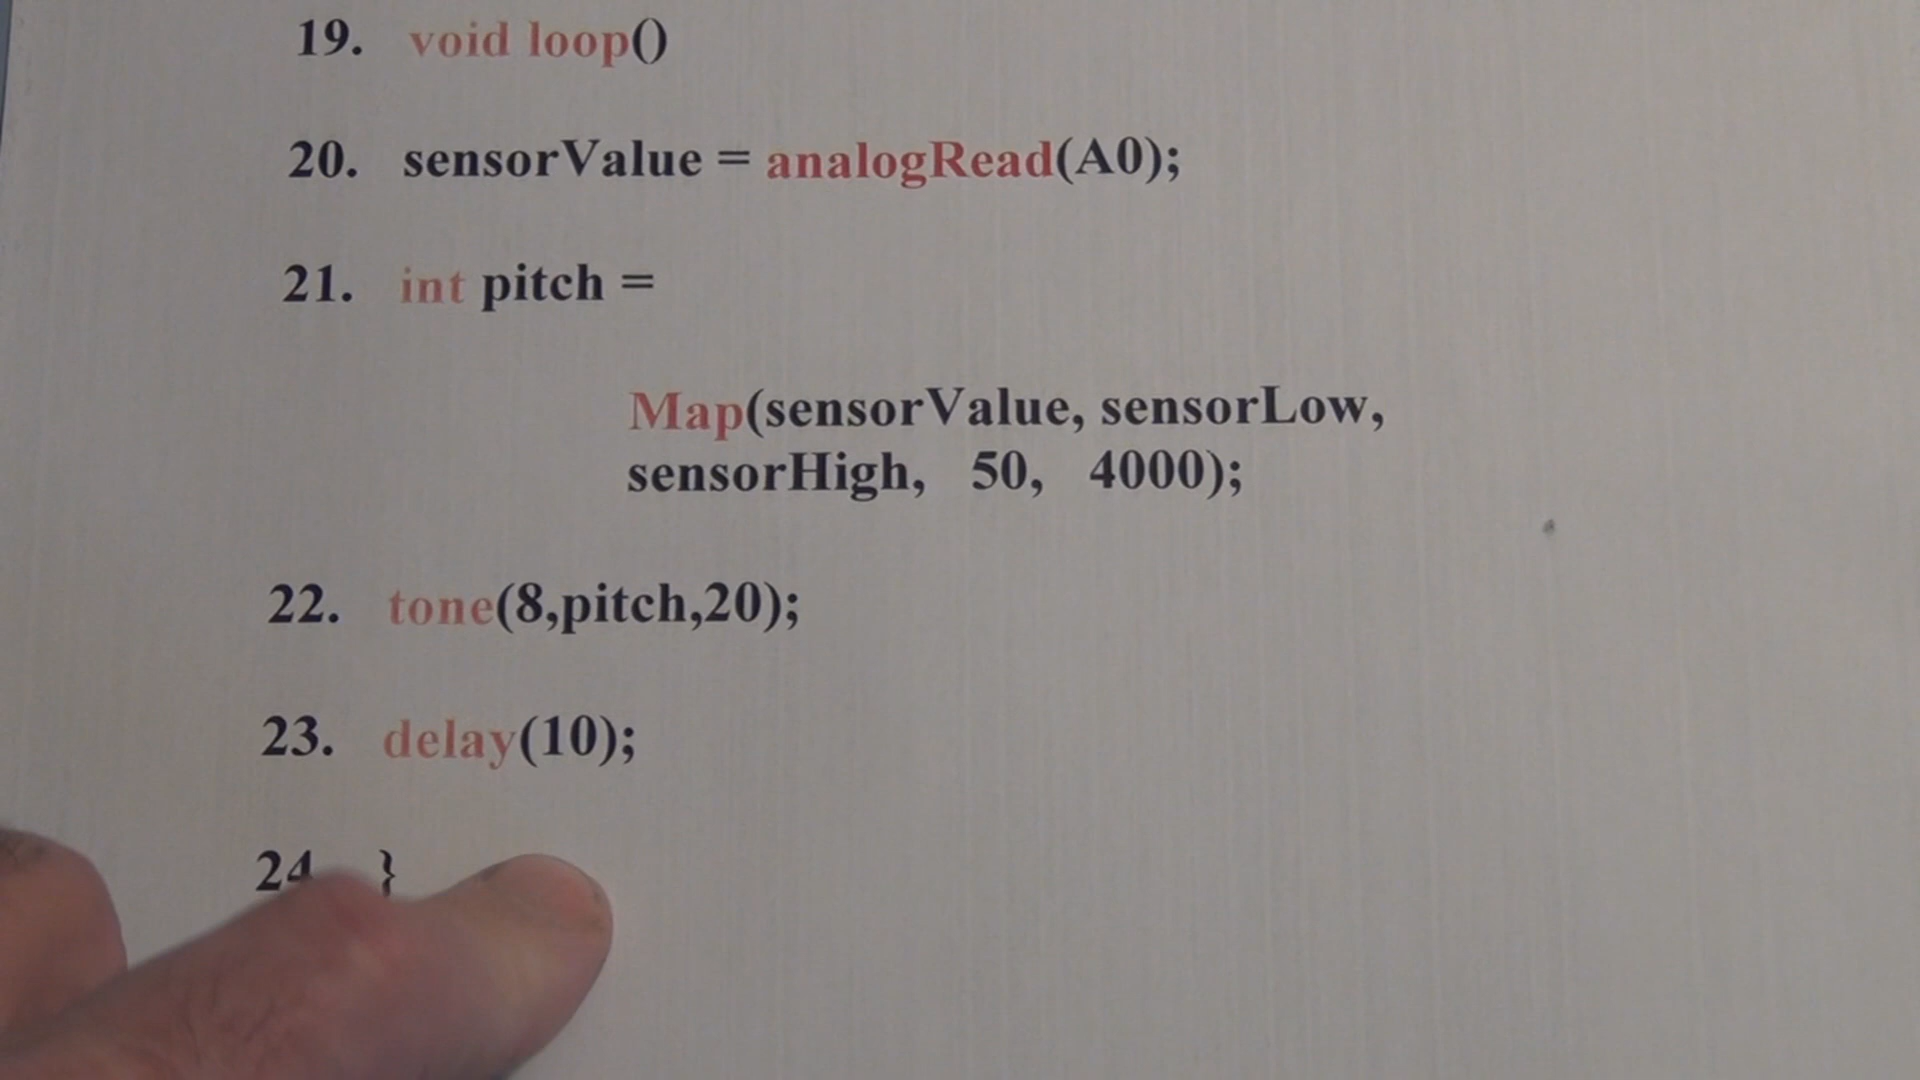 19. void loop()
20. sensorValue = analogRead(A0);
21. int pitch =
Map(sensorValue, sensorLow,
sensorHigh, 50, 4000);
22. tone(8,pitch,20);
23. delay(10);
24 }